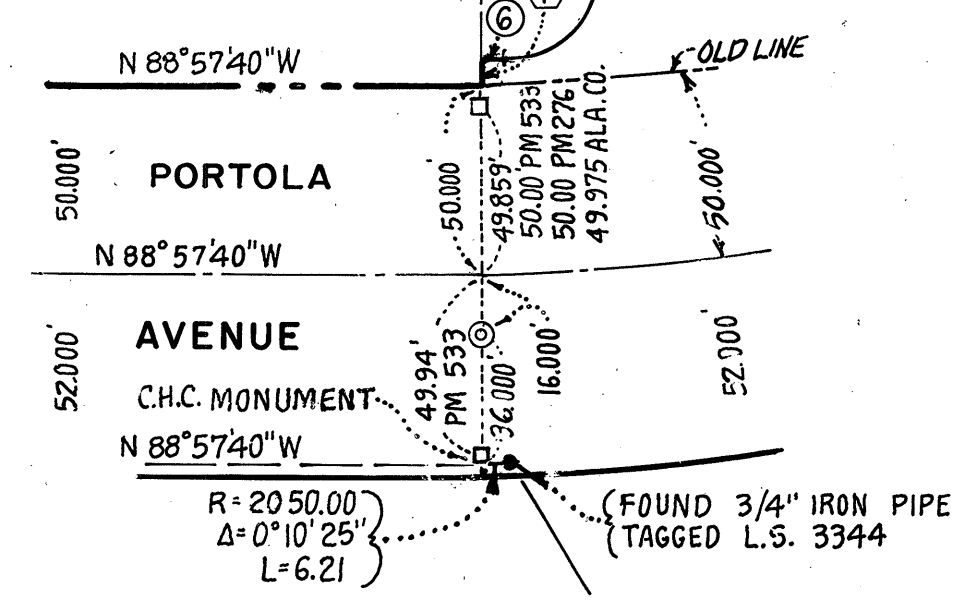 6
N 88°57'40"W
OLD LINE
50.000'
PORTOLA
50.000'
49.859'
50.00' PM 533
50.00 PM 276
49.975 ALA.CO.
50.000'
N 88°57'40"W
52.000'
AVENUE
49.94'
PM 533
36.000'
16.000'
52.000'
C.H.C. MONUMENT
N 88°57'40"W
R = 2050.00
Δ = 0°10'25"
L = 6.21
FOUND 3/4" IRON PIPE
TAGGED L.S. 3344